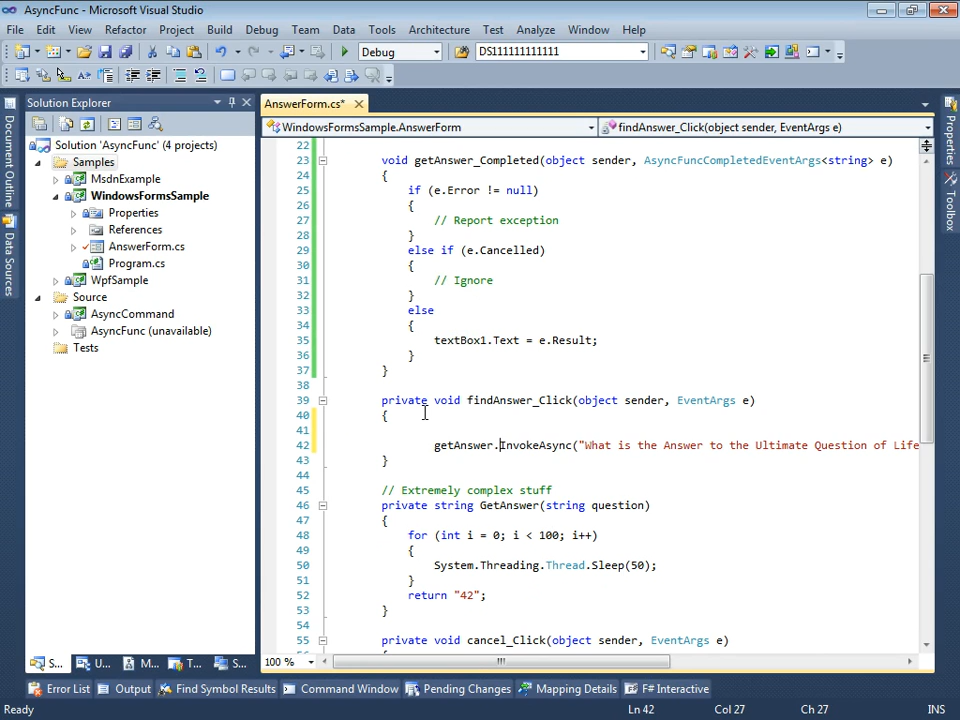 AsyncFunc - Microsoft Visual Studio
File Edit View Refactor Project Build Debug Team Data Tools Architecture Test Analyze Window Help
Debug DS111111111111
Solution Explorer
AnswerForm.cs*
WindowsFormsSample.AnswerForm findAnswer_Click(object sender, EventArgs e)
Document Outline
Data Sources
Properties
Toolbox
Solution 'AsyncFunc' (4 projects)
Samples
MsdnExample
WindowsFormsSample
Properties
References
AnswerForm.cs
Program.cs
WpfSample
Source
AsyncCommand
AsyncFunc (unavailable)
Tests
22
23 void getAnswer_Completed(object sender, AsyncFuncCompletedEventArgs<string> e)
24 {
25 if (e.Error != null)
26 {
27 // Report exception
28 }
29 else if (e.Cancelled)
30 {
31 // Ignore
32 }
33 else
34 {
35 textBox1.Text = e.Result;
36 }
37 }
38
39 private void findAnswer_Click(object sender, EventArgs e)
40 {
41
42 getAnswer.InvokeAsync("What is the Answer to the Ultimate Question of Life
43 }
44
45 // Extremely complex stuff
46 private string GetAnswer(string question)
47 {
48 for (int i = 0; i < 100; i++)
49 {
50 System.Threading.Thread.Sleep(50);
51 }
52 return "42";
53 }
54
55 private void cancel_Click(object sender, EventArgs e)
100 %
S... U... M... T... S...
Error List Output Find Symbol Results Command Window Pending Changes Mapping Details F# Interactive
Ready Ln 42 Col 27 Ch 27 INS